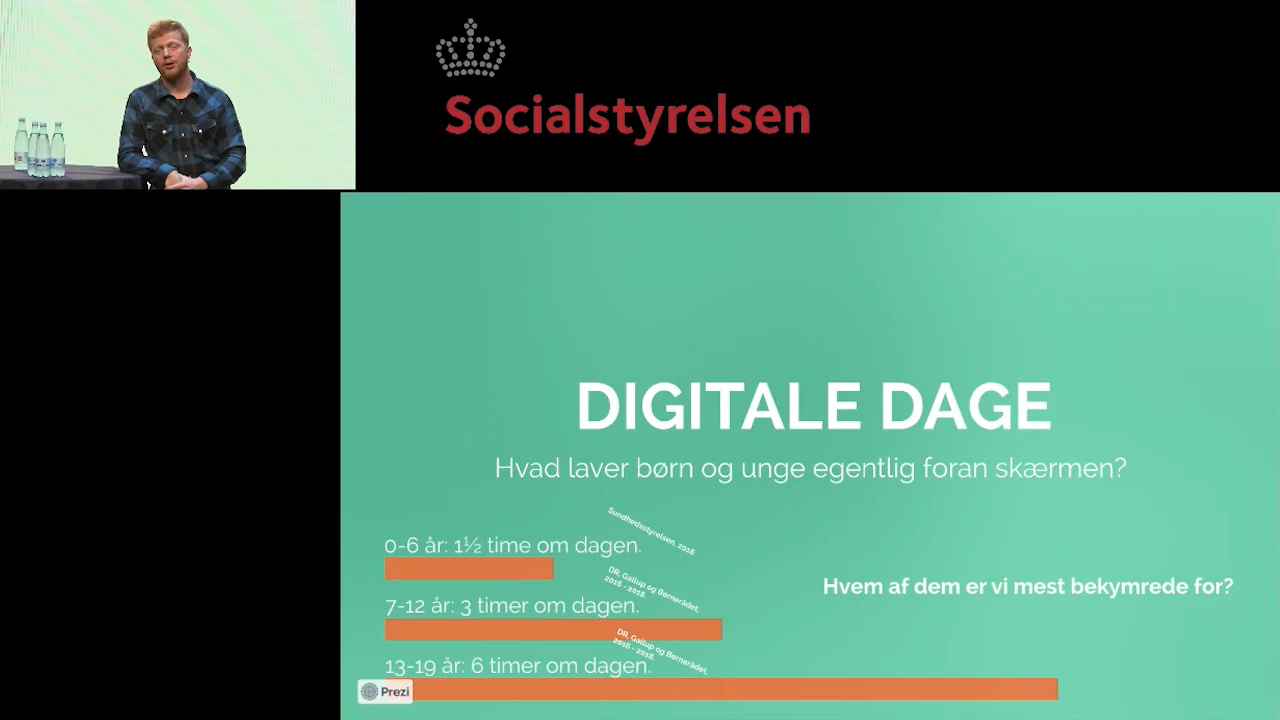 Socialstyrelsen
DIGITALE DAGE
Hvad laver børn og unge egentlig foran skærmen?
Sundhedsstyrelsen, 2016
0-6 år: 1½ time om dagen.
DR, Gallup og Børnerådet,
2016 - 2018.
Hvem af dem er vi mest bekymrede for?
7-12 år: 3 timer om dagen.
DR, Gallup og Børnerådet,
2016 - 2018.
13-19 år: 6 timer om dagen.
Prezi